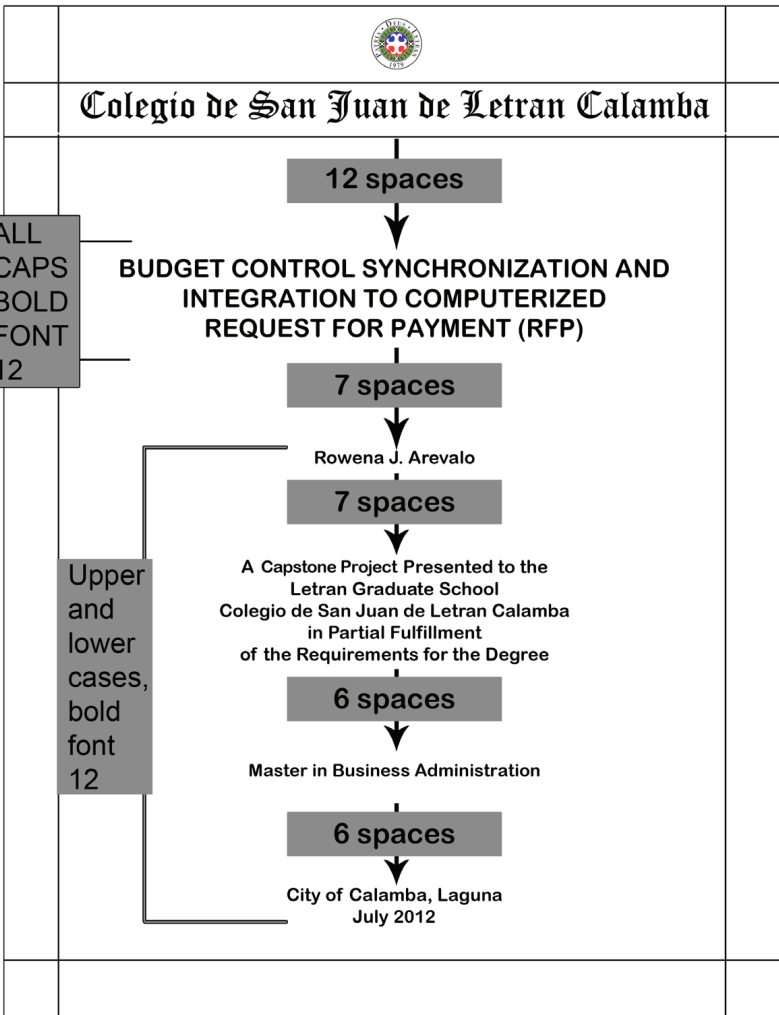 PATRIA DEUS LETRAN
1979
Colegio de San Juan de Letran Calamba
12 spaces
ALL
CAPS
BOLD
FONT
12
BUDGET CONTROL SYNCHRONIZATION AND
INTEGRATION TO COMPUTERIZED
REQUEST FOR PAYMENT (RFP)
7 spaces
Rowena J. Arevalo
7 spaces
A Capstone Project Presented to the
Letran Graduate School
Colegio de San Juan de Letran Calamba
in Partial Fulfillment
of the Requirements for the Degree
Upper
and
lower
cases,
bold
font
12
6 spaces
Master in Business Administration
6 spaces
City of Calamba, Laguna
July 2012